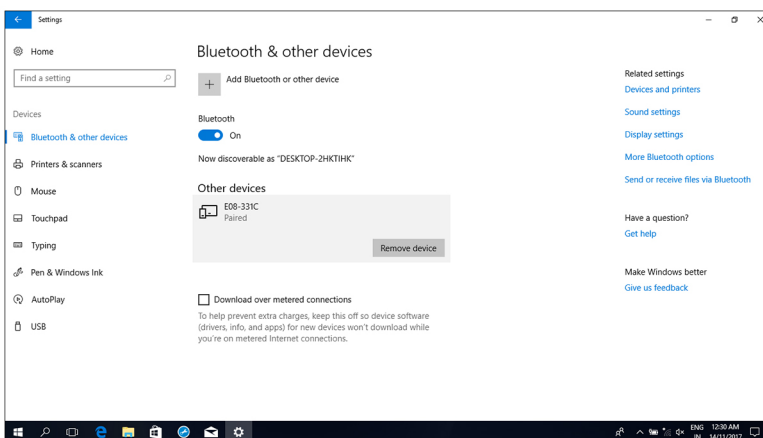 Settings
Home
Find a setting
Devices
Bluetooth & other devices
Printers & scanners
Mouse
Touchpad
Typing
Pen & Windows Ink
AutoPlay
USB
Bluetooth & other devices
Add Bluetooth or other device
Bluetooth
On
Now discoverable as “DESKTOP-2HKTIHK”
Other devices
E08-331C
Paired
Remove device
Download over metered connections
To help prevent extra charges, keep this off so device software
(drivers, info, and apps) for new devices won’t download while
you’re on metered Internet connections.
Related settings
Devices and printers
Sound settings
Display settings
More Bluetooth options
Send or receive files via Bluetooth
Have a question?
Get help
Make Windows better
Give us feedback
ENG 12:30 AM
IN 14/11/2017